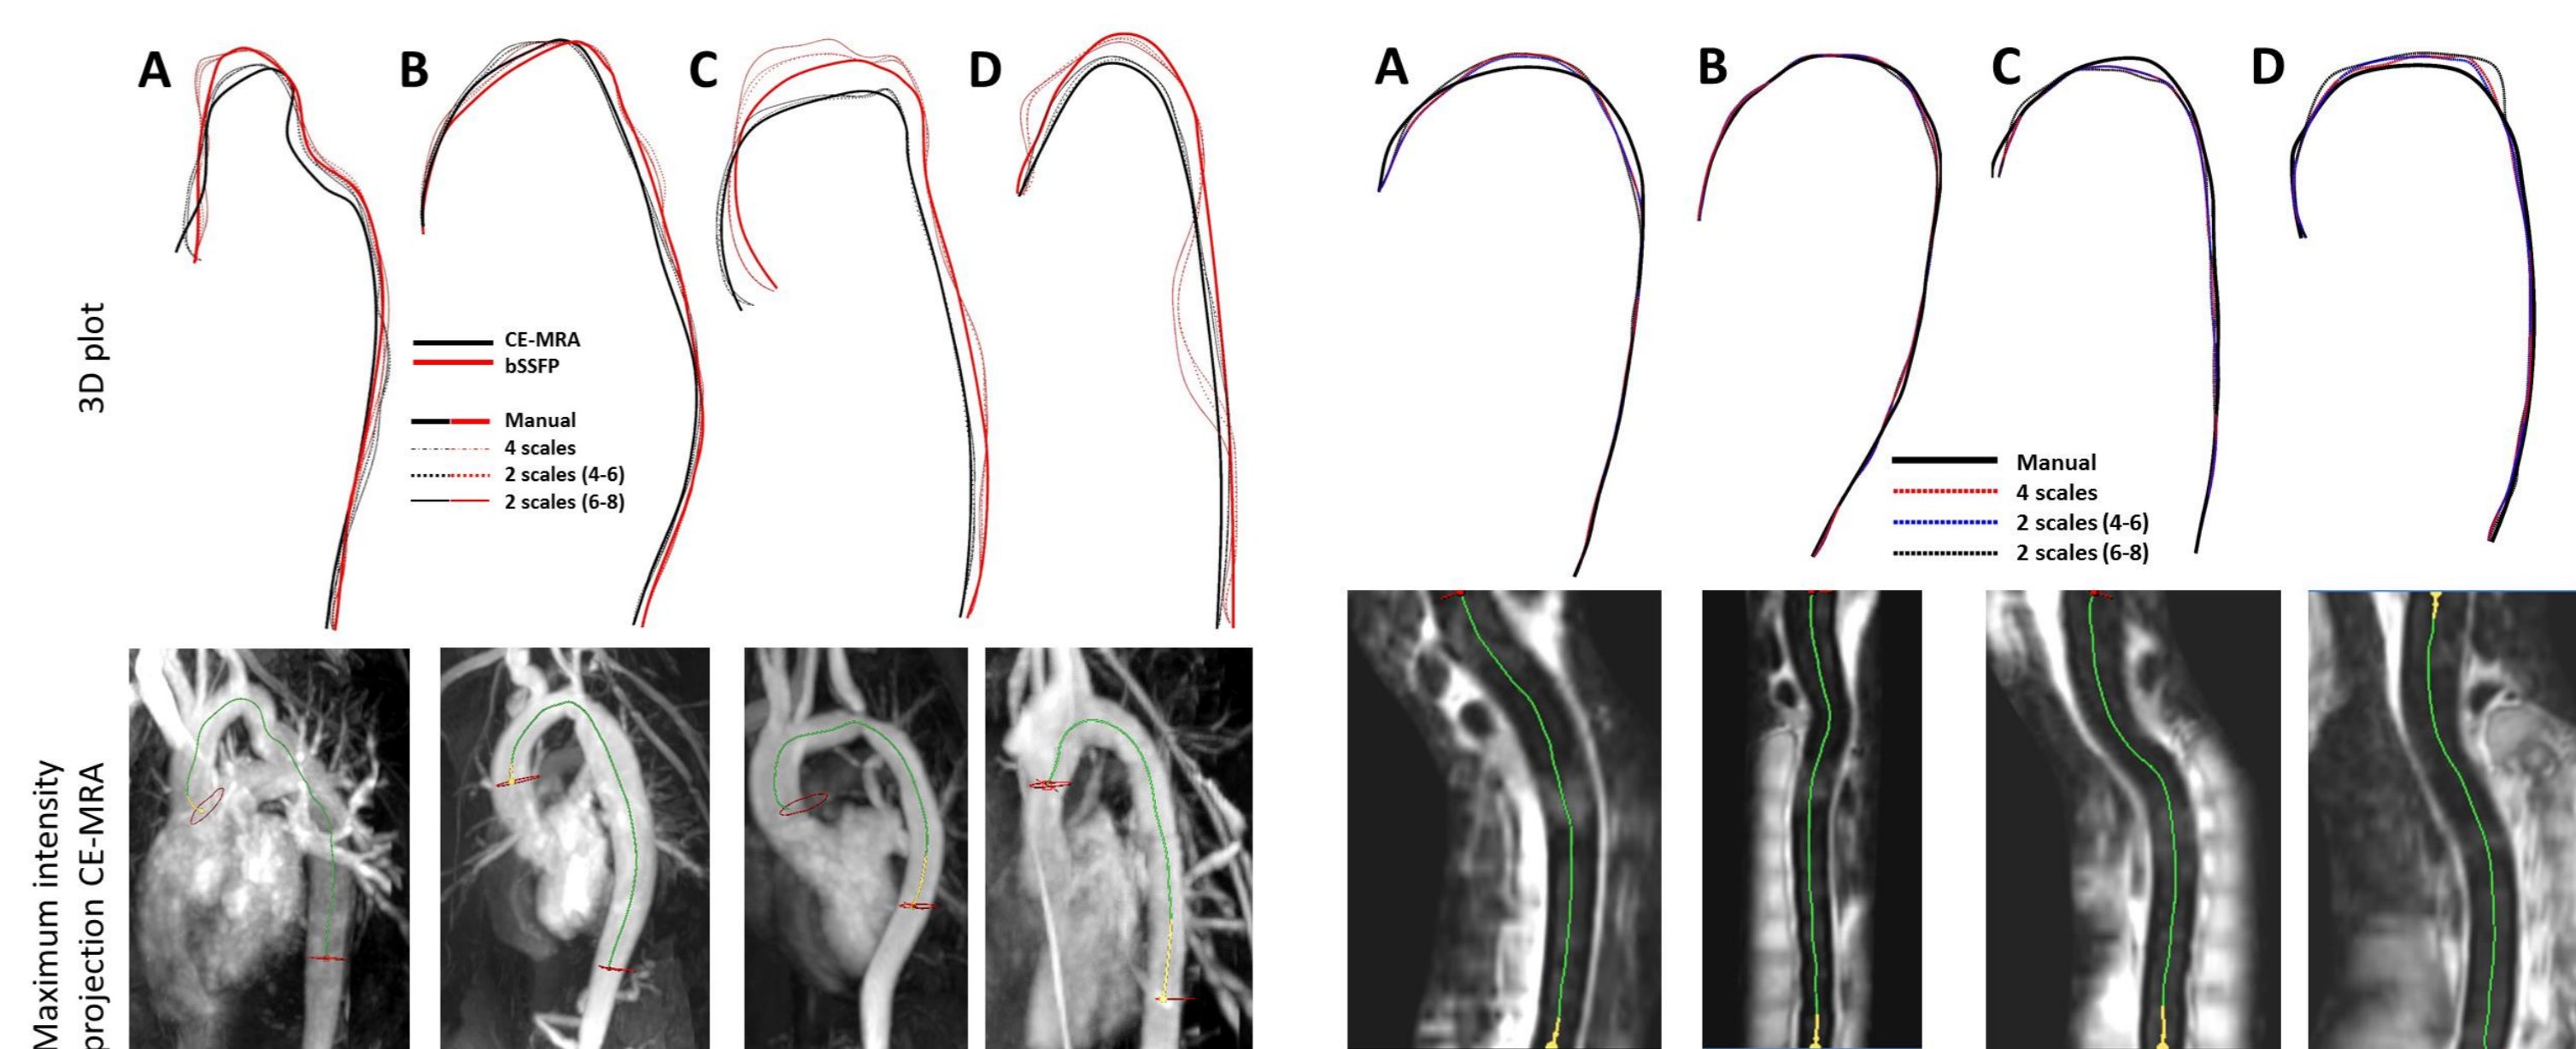 A B C D A B C D
3D plot
CE-MRA
bSSFP
Manual
4 scales
2 scales (4-6)
2 scales (6-8)
Manual
4 scales
2 scales (4-6)
2 scales (6-8)
Maximum intensity
projection CE-MRA